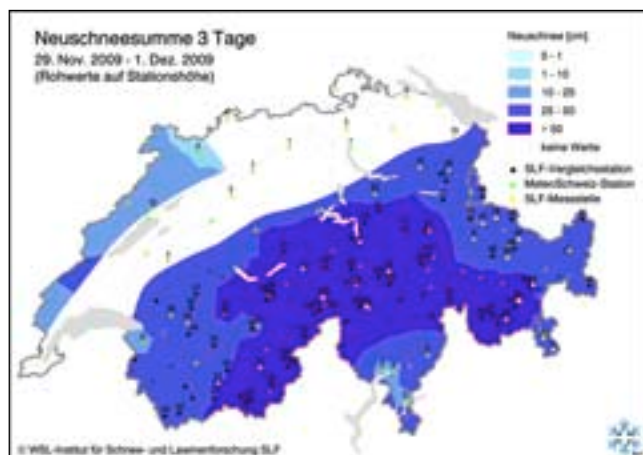 Neuschneesumme 3 Tage
29. Nov. 2009 - 1. Dez. 2009
(Rohwerte auf Stationshöhe)
Neuschnee [cm]
0 - 1
1 - 10
10 - 25
25 - 50
> 50
keine Werte
SLF-Vergleichsstation
MeteoSchweiz-Station
SLF-Messstelle
© WSL-Institut für Schnee- und Lawinenforschung SLF